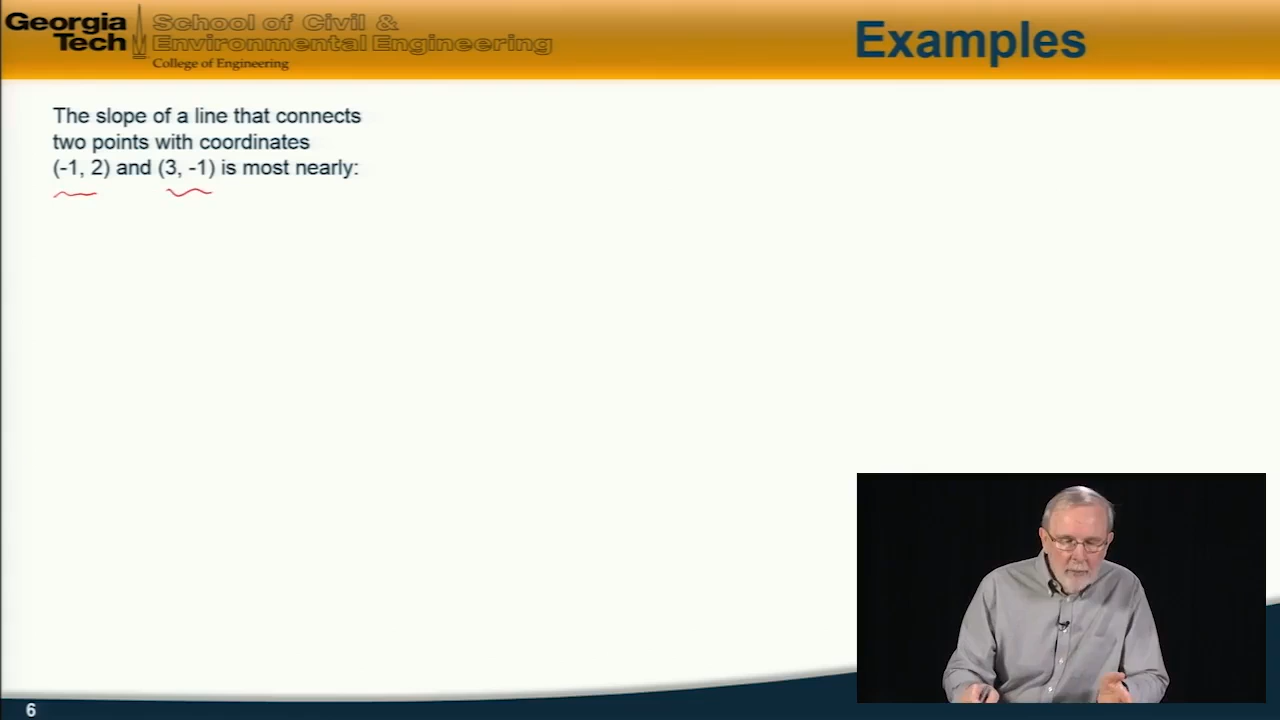 Georgia Tech
School of Civil &
Environmental Engineering
College of Engineering
Examples
The slope of a line that connects
two points with coordinates
(-1, 2) and (3, -1) is most nearly:
6